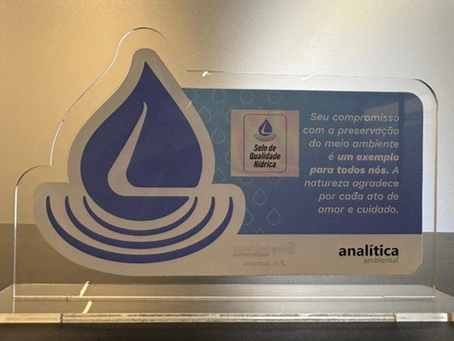 Selo de
Qualidade
Hídrica
Seu compromisso
com a preservação
do meio ambiente
é um exemplo
para todos nós. A
natureza agradece
por cada ato de
amor e cuidado.
analítica
ambiental